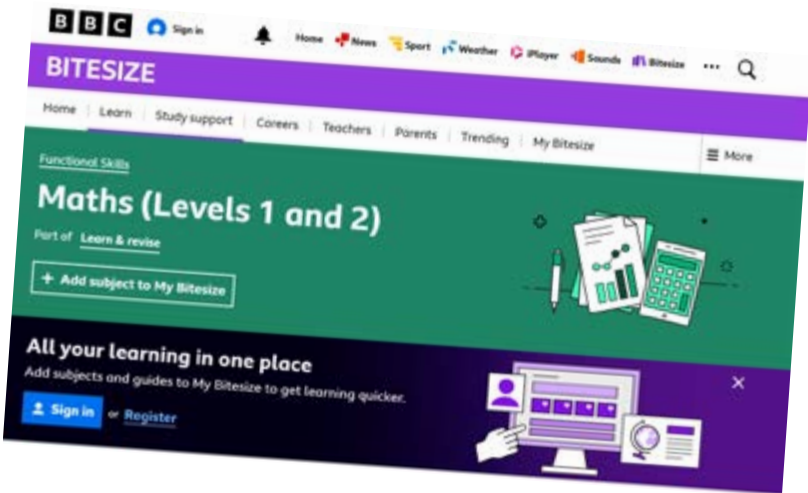 BBC Sign in Home News Sport Weather iPlayer Sounds Bitesize
BITESIZE
Home Learn Study support Careers Teachers Parents Trending My Bitesize More
Functional Skills
Maths (Levels 1 and 2)
Part of Learn & revise
+ Add subject to My Bitesize
All your learning in one place
Add subjects and guides to My Bitesize to get learning quicker.
Sign in or Register